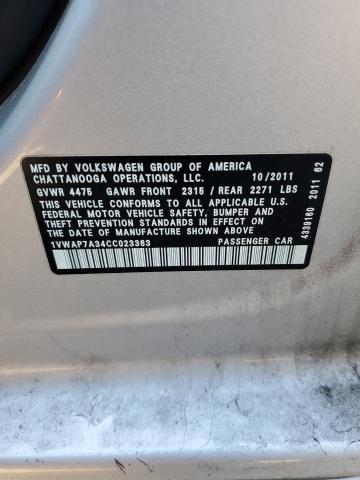 MFD BY VOLKSWAGEN GROUP OF AMERICA
CHATTANOOGA OPERATIONS, LLC. 10/2011
GVWR 4475 GAWR FRONT 2315 / REAR 2271 LBS
THIS VEHICLE CONFORMS TO ALL APPLICABLE U.S.
FEDERAL MOTOR VEHICLE SAFETY, BUMPER AND
THEFT PREVENTION STANDARDS IN EFFECT ON THE
DATE OF MANUFACTURE SHOWN ABOVE.
1VWAP7A34CC023363 PASSENGER CAR
4339160 2011 62